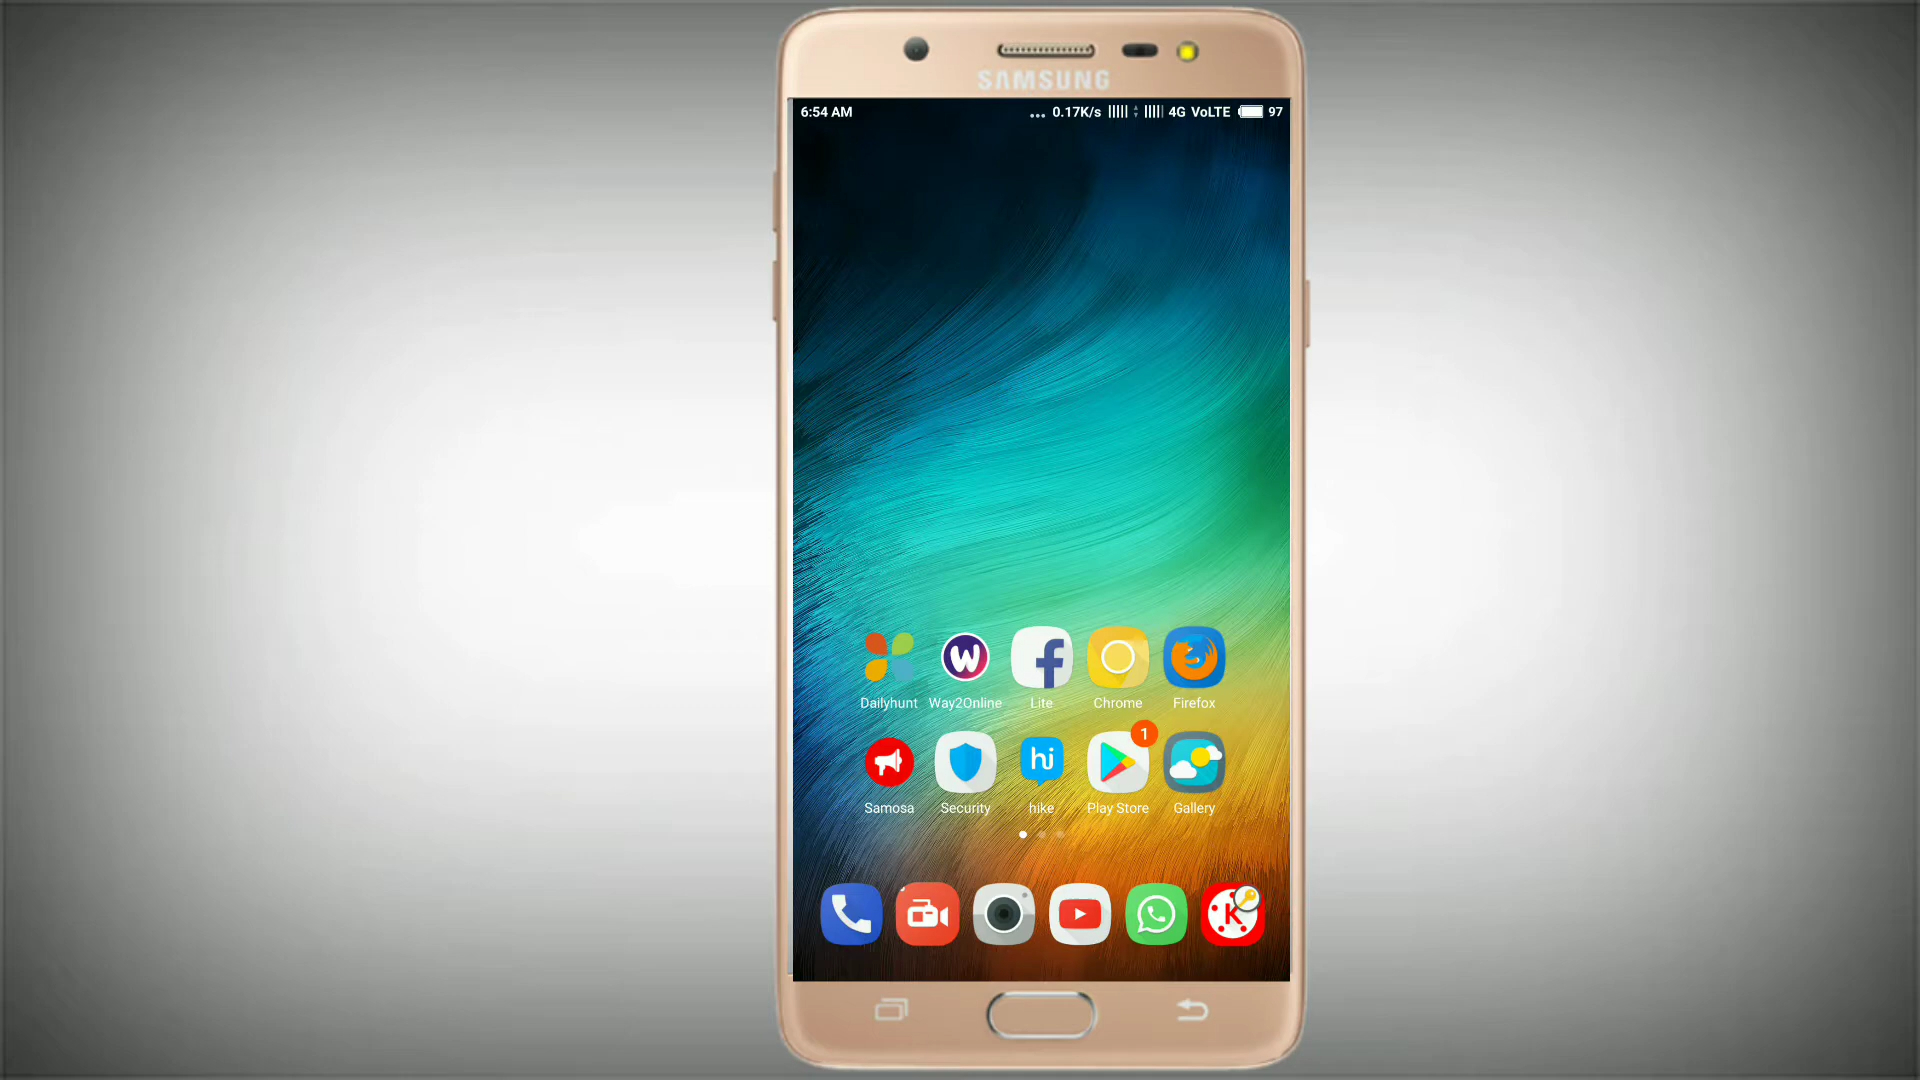 SAMSUNG
6:54 AM ... 0.17K/s 4G VoLTE 97
Dailyhunt Way2Online Lite Chrome Firefox
1
Samosa Security hike Play Store Gallery
W
f
hi
K